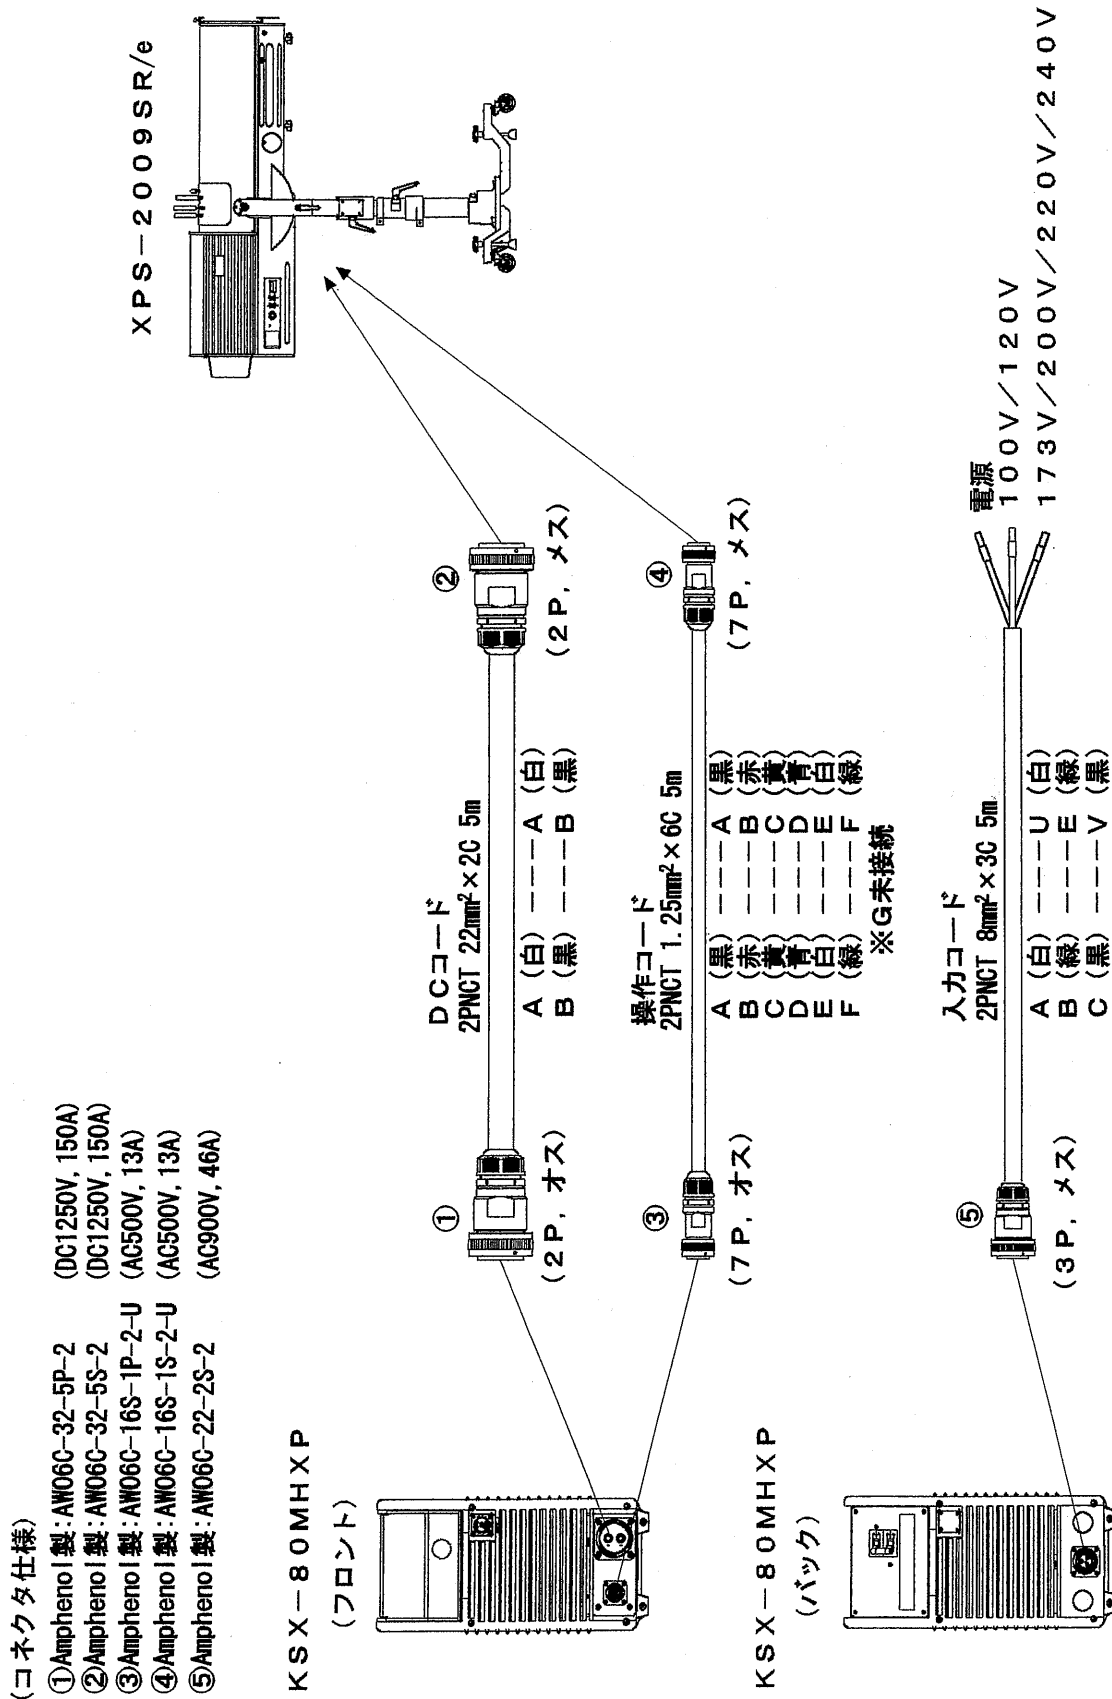 (コネクタ仕様)
①Amphenol製:AW06C-32-5P-2 (DC1250V,150A)
②Amphenol製:AW06C-32-5S-2 (DC1250V,150A)
③Amphenol製:AW06C-16S-1P-2-U (AC500V,13A)
④Amphenol製:AW06C-16S-1S-2-U (AC500V,13A)
⑤Amphenol製:AW06C-22-2S-2 (AC900V,46A)
XPS-2009SR/e
KSX-80MHXP
(フロント)
①
(2P, オス)
DCコード
2PNCT 22mm²×2C 5m
A (白) ----A (白)
B (黒) ----B (黒)
②
(2P, メス)
③
(7P, オス)
操作コード
2PNCT 1.25mm²×6C 5m
A (黒) ----A (黒)
B (赤) ----B (赤)
C (黄) ----C (黄)
D (青) ----D (青)
E (白) ----E (白)
F (緑) ----F (緑)
※G未接続
④
(7P, メス)
KSX-80MHXP
(バック)
⑤
(3P, メス)
入力コード
2PNCT 8mm²×3C 5m
A (白) ----U (白)
B (緑) ----E (緑)
C (黒) ----V (黒)
電源
100V/120V
173V/200V/220V/240V